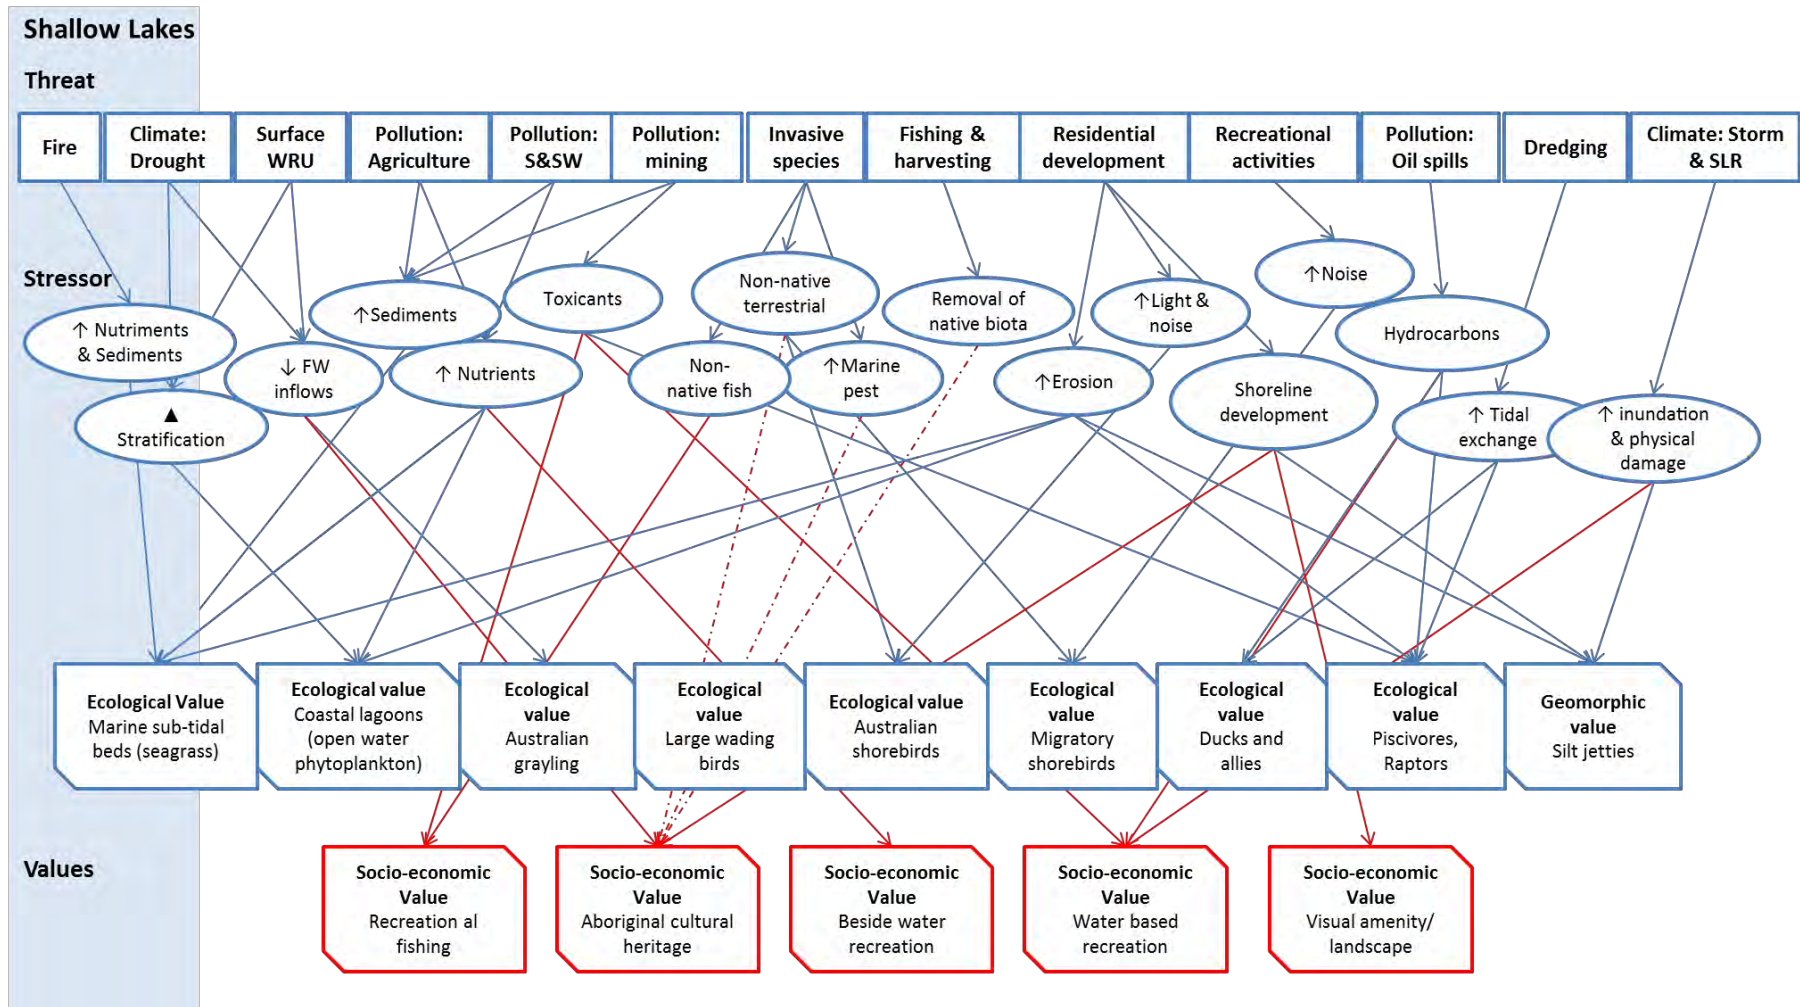 Shallow Lakes
Threat
Fire
Climate:
Drought
Surface
WRU
Pollution:
Agriculture
Pollution:
S&SW
Pollution:
mining
Invasive
species
Fishing &
harvesting
Residential
development
Recreational
activities
Pollution:
Oil spills
Dredging
Climate: Storm
& SLR
Stressor
↑ Nutriments
& Sediments
▲
Stratification
↓ FW
inflows
↑Sediments
↑ Nutrients
Toxicants
Non-native
terrestrial
Non-
native fish
↑Marine
pest
Removal of
native biota
↑Erosion
↑Light &
noise
Shoreline
development
↑Noise
Hydrocarbons
↑ Tidal
exchange
↑ inundation
& physical
damage
Ecological Value
Marine sub-tidal
beds (seagrass)
Ecological value
Coastal lagoons
(open water
phytoplankton)
Ecological
value
Australian
grayling
Ecological
value
Large wading
birds
Ecological value
Australian
shorebirds
Ecological
value
Migratory
shorebirds
Ecological
value
Ducks and
allies
Ecological
value
Piscivores,
Raptors
Geomorphic
value
Silt jetties
Values
Socio-economic
Value
Recreation al
fishing
Socio-economic
Value
Aboriginal cultural
heritage
Socio-economic
Value
Beside water
recreation
Socio-economic
Value
Water based
recreation
Socio-economic
Value
Visual amenity/
landscape